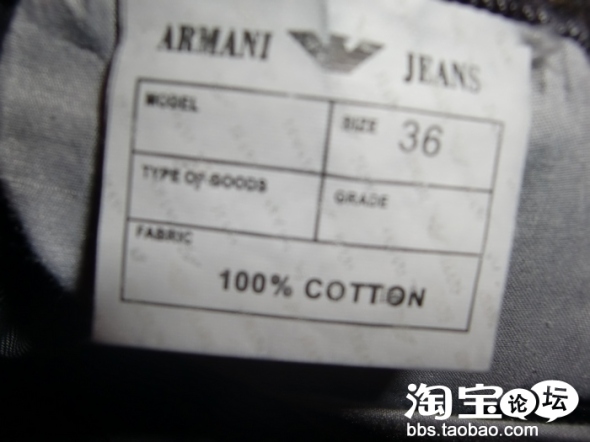 ARMANI JEANS
MODEL
SIZE 36
TYPE OF GOODS
GRADE
FABRIC
100% COTTON
淘宝论坛
bbs.taobao.com